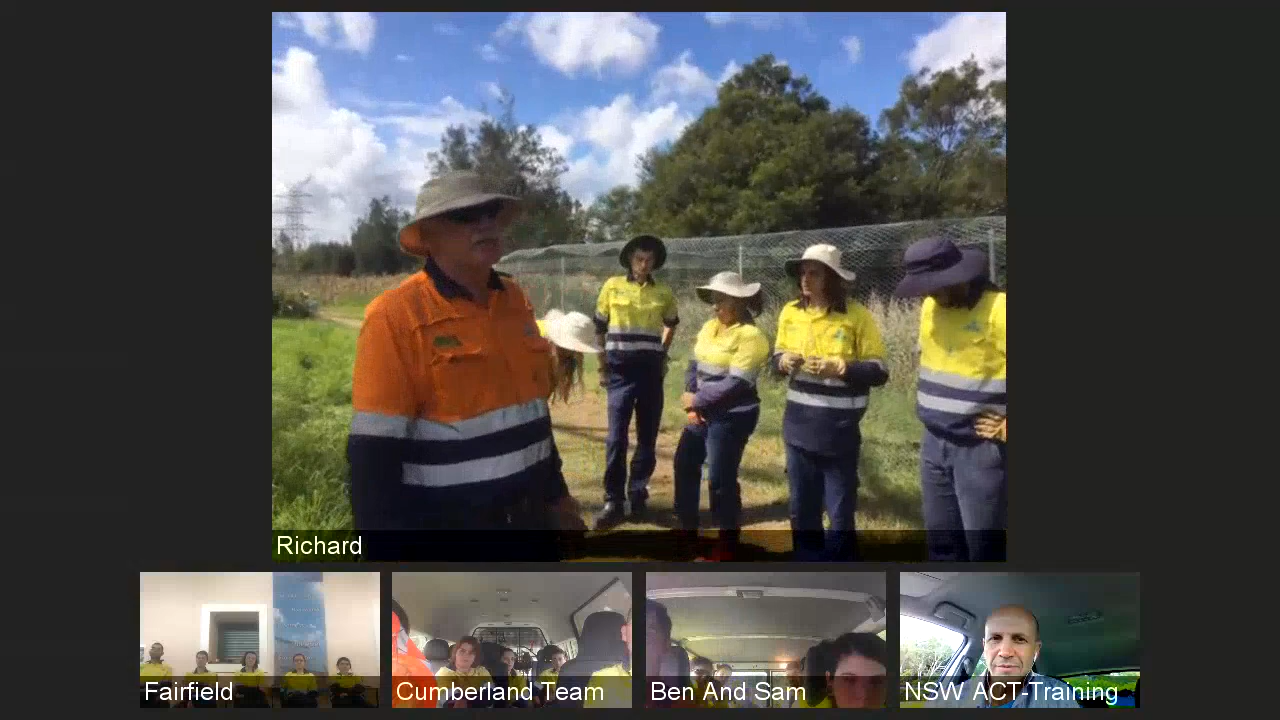 Richard
Fairfield
Cumberland Team
Ben And Sam
NSW ACT-Training